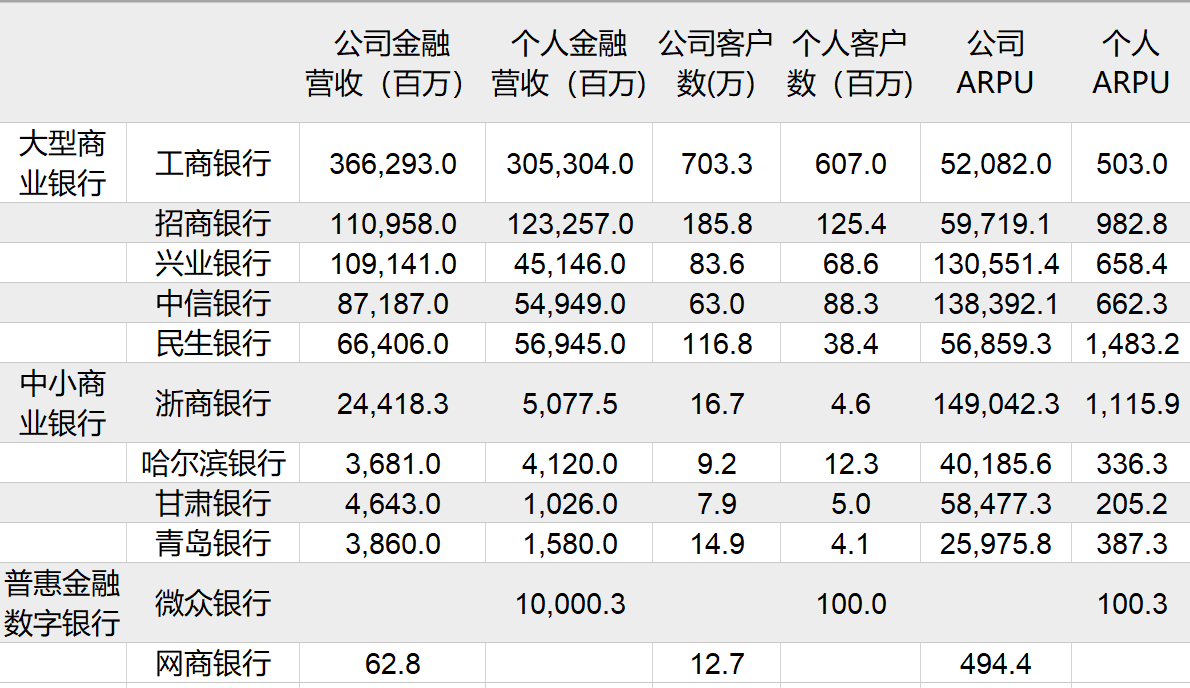 公司金融 个人金融 公司客户 个人客户 公司 个人
营收（百万） 营收（百万) 数(万) 数（百万) ARPU ARPU
大型商
业银行 工商银行 366,293.0 305,304.0 703.3 607.0 52,082.0 503.0
招商银行 110,958.0 123,257.0 185.8 125.4 59,719.1 982.8
兴业银行 109,141.0 45,146.0 83.6 68.6 130,551.4 658.4
中信银行 87,187.0 54,949.0 63.0 88.3 138,392.1 662.3
民生银行 66,406.0 56,945.0 116.8 38.4 56,859.3 1,483.2
中小商
业银行 浙商银行 24,418.3 5,077.5 16.7 4.6 149,042.3 1,115.9
哈尔滨银行 3,681.0 4,120.0 9.2 12.3 40,185.6 336.3
甘肃银行 4,643.0 1,026.0 7.9 5.0 58,477.3 205.2
青岛银行 3,860.0 1,580.0 14.9 4.1 25,975.8 387.3
普惠金融
数字银行 微众银行 10,000.3 100.0 100.3
网商银行 62.8 12.7 494.4